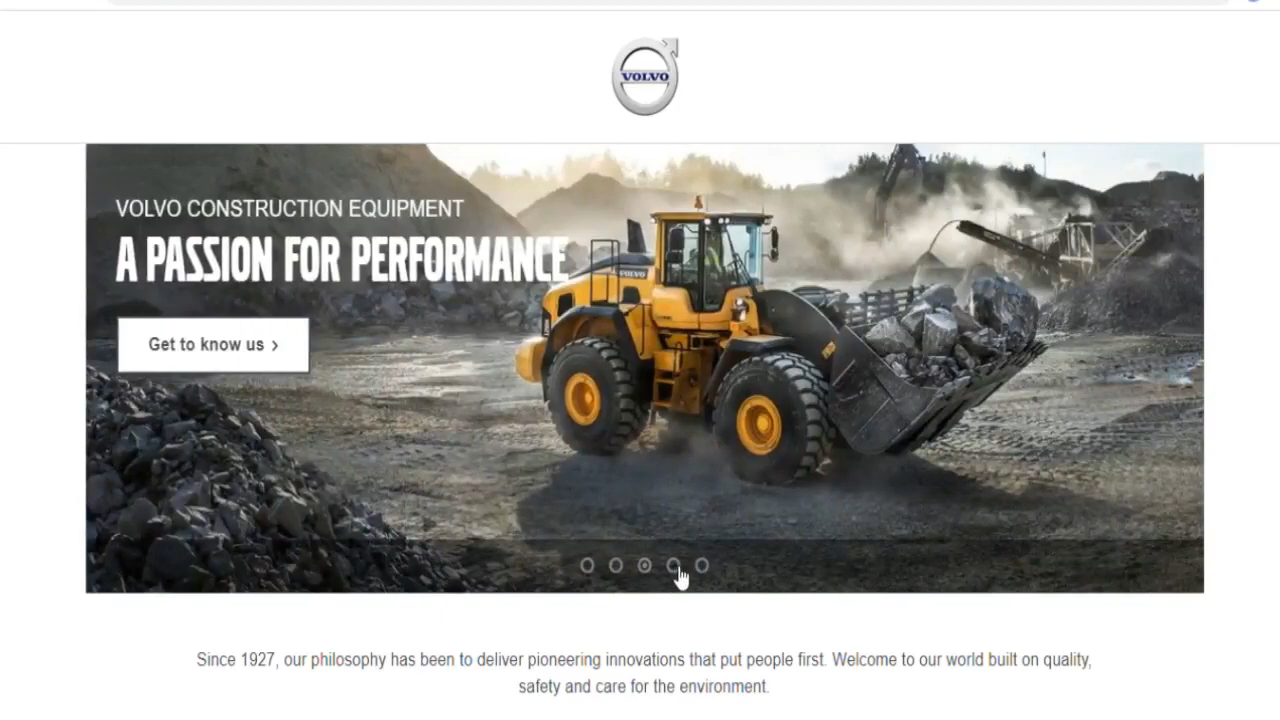 VOLVO
VOLVO CONSTRUCTION EQUIPMENT
A PASSION FOR PERFORMANCE
VOLVO
Get to know us >
Since 1927, our philosophy has been to deliver pioneering innovations that put people first. Welcome to our world built on quality,
safety and care for the environment.